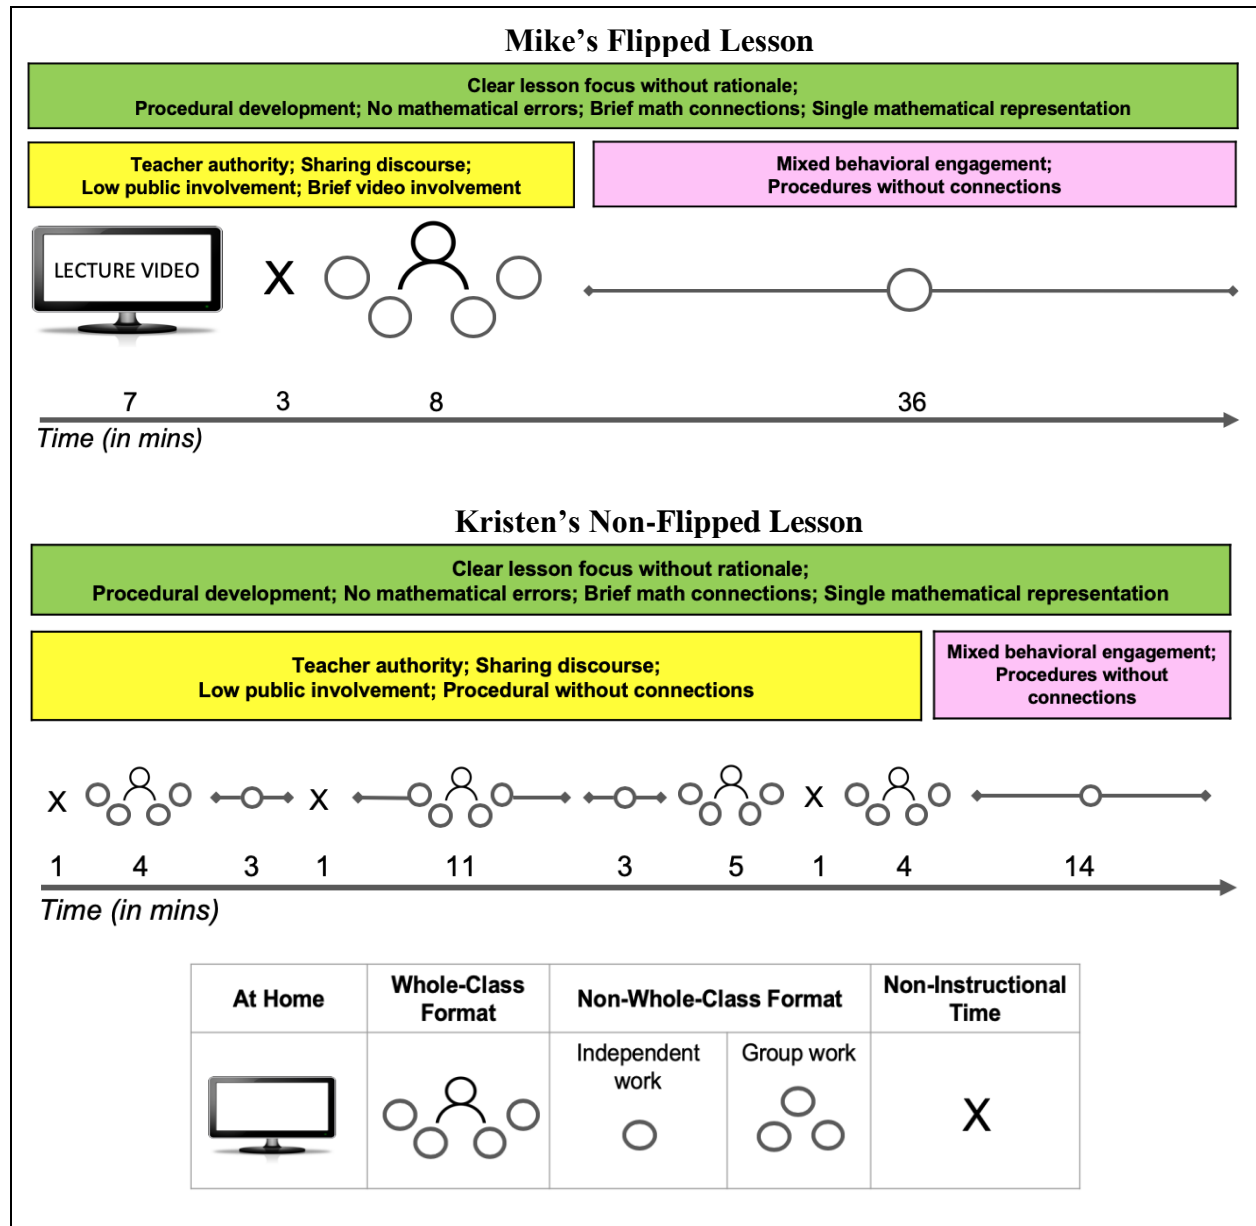 Mike’s Flipped Lesson
Clear lesson focus without rationale;
Procedural development; No mathematical errors; Brief math connections; Single mathematical representation
Teacher authority; Sharing discourse;
Low public involvement; Brief video involvement
Mixed behavioral engagement;
Procedures without connections
LECTURE VIDEO
X
7
3
8
36
Time (in mins)
Kristen’s Non-Flipped Lesson
Clear lesson focus without rationale;
Procedural development; No mathematical errors; Brief math connections; Single mathematical representation
Teacher authority; Sharing discourse;
Low public involvement; Procedural without connections
Mixed behavioral engagement;
Procedures without
connections
X
X
X
1
4
3
1
11
3
5
1
4
14
Time (in mins)
At Home
Whole-Class
Format
Non-Whole-Class Format
Non-Instructional
Time
Independent
work
Group work
X